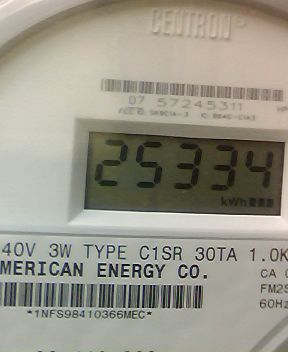 CENTRON®
07 57245311
25334
kWh
40V 3W TYPE C1SR 30TA 1.0K
MERICAN ENERGY CO.
CA
FM2S
60Hz
*1NFS98410366MEC*